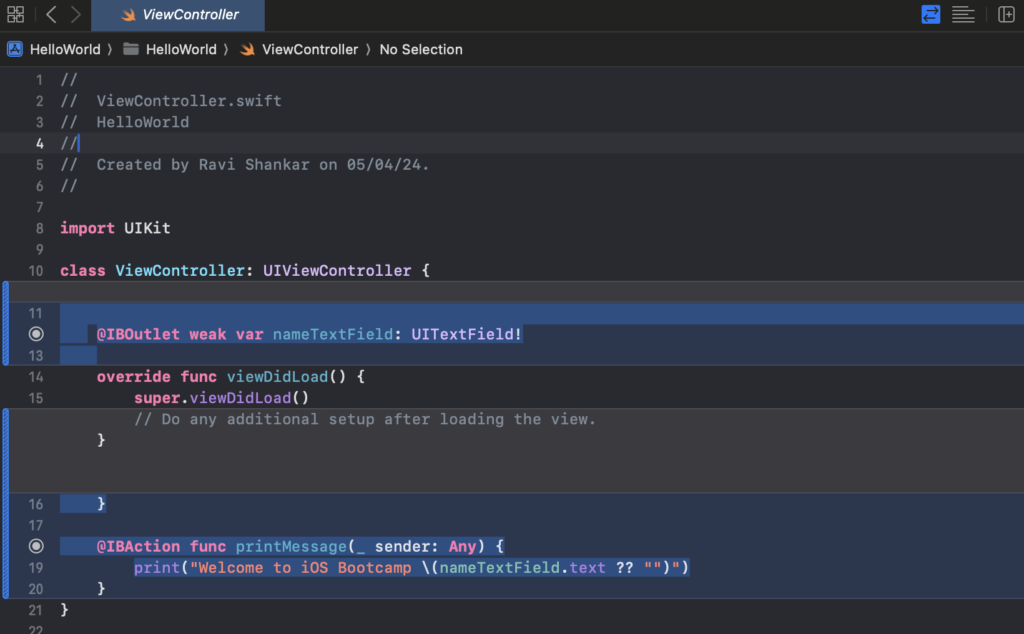 ViewController
HelloWorld 〉 HelloWorld 〉 ViewController 〉 No Selection
1 //
2 //  ViewController.swift
3 //  HelloWorld
4 //
5 //  Created by Ravi Shankar on 05/04/24.
6 //
7
8 import UIKit
9
10 class ViewController: UIViewController {
11
@IBOutlet weak var nameTextField: UITextField!
13
14     override func viewDidLoad() {
15         super.viewDidLoad()
        // Do any additional setup after loading the view.
    }
16     }
17
@IBAction func printMessage(_ sender: Any) {
19         print("Welcome to iOS Bootcamp \(nameTextField.text ?? "")")
20     }
21 }
22